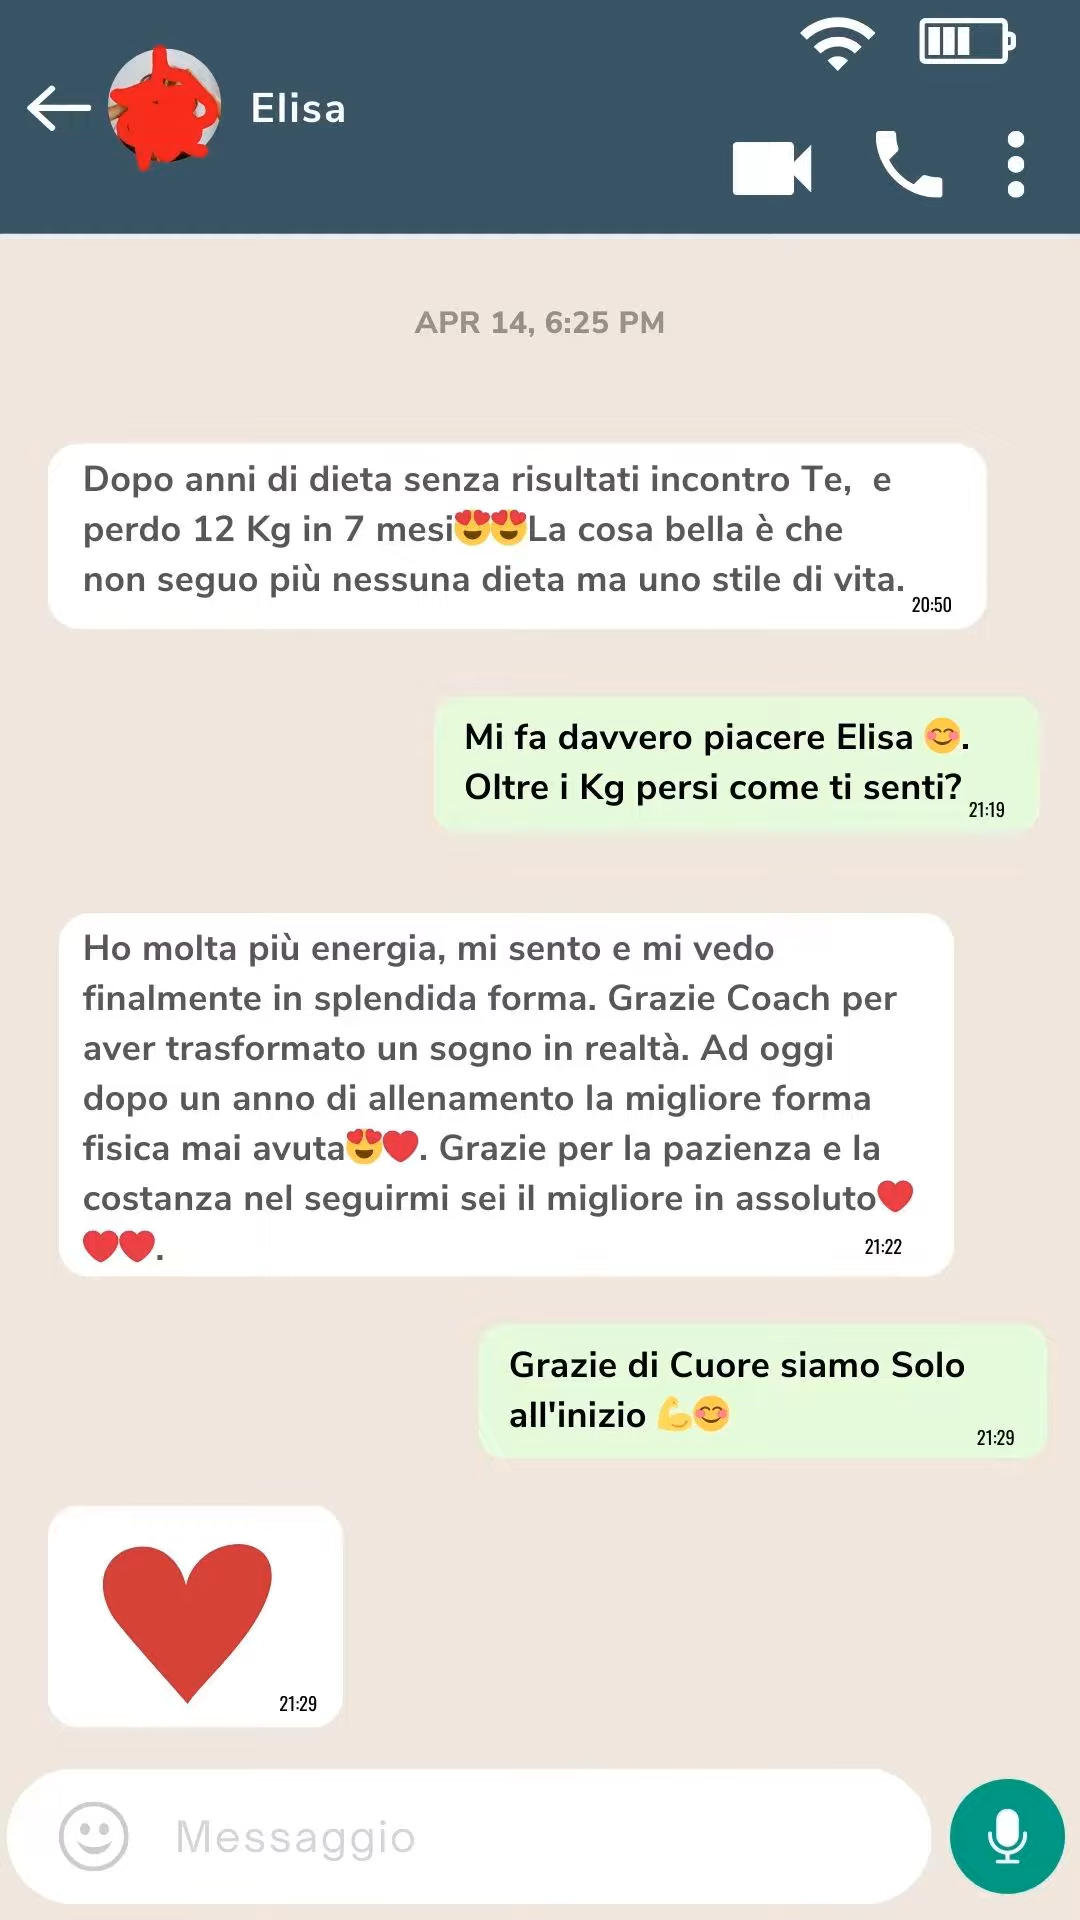 Elisa
APR 14, 6:25 PM
Dopo anni di dieta senza risultati incontro Te,  e
perdo 12 Kg in 7 mesi😍😍La cosa bella è che
non seguo più nessuna dieta ma uno stile di vita.
20:50
Mi fa davvero piacere Elisa 😊.
Oltre i Kg persi come ti senti?
21:19
Ho molta più energia, mi sento e mi vedo
finalmente in splendida forma. Grazie Coach per
aver trasformato un sogno in realtà. Ad oggi
dopo un anno di allenamento la migliore forma
fisica mai avuta😍❤️. Grazie per la pazienza e la
costanza nel seguirmi sei il migliore in assoluto❤️
❤️❤️.
21:22
Grazie di Cuore siamo Solo
all'inizio 💪😊
21:29
21:29
Messaggio